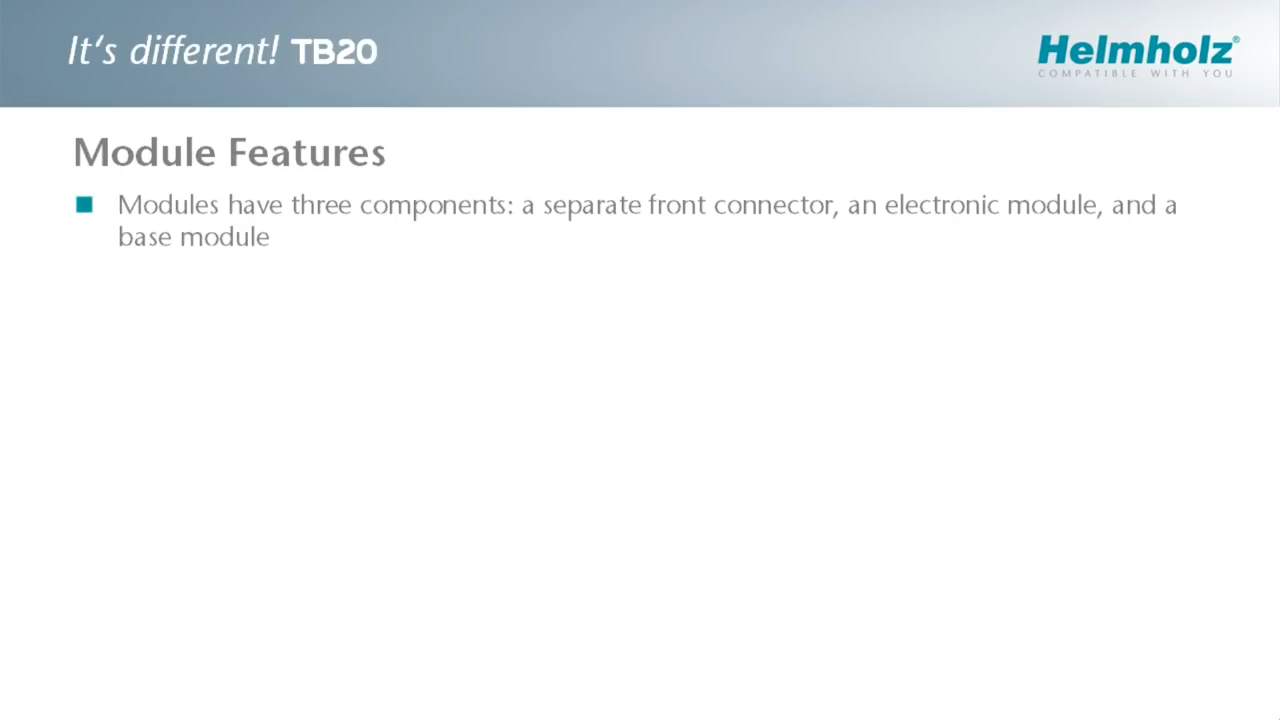 It's different! TB20
Helmholz®
COMPATIBLE WITH YOU
Module Features
Modules have three components: a separate front connector, an electronic module, and a
base module